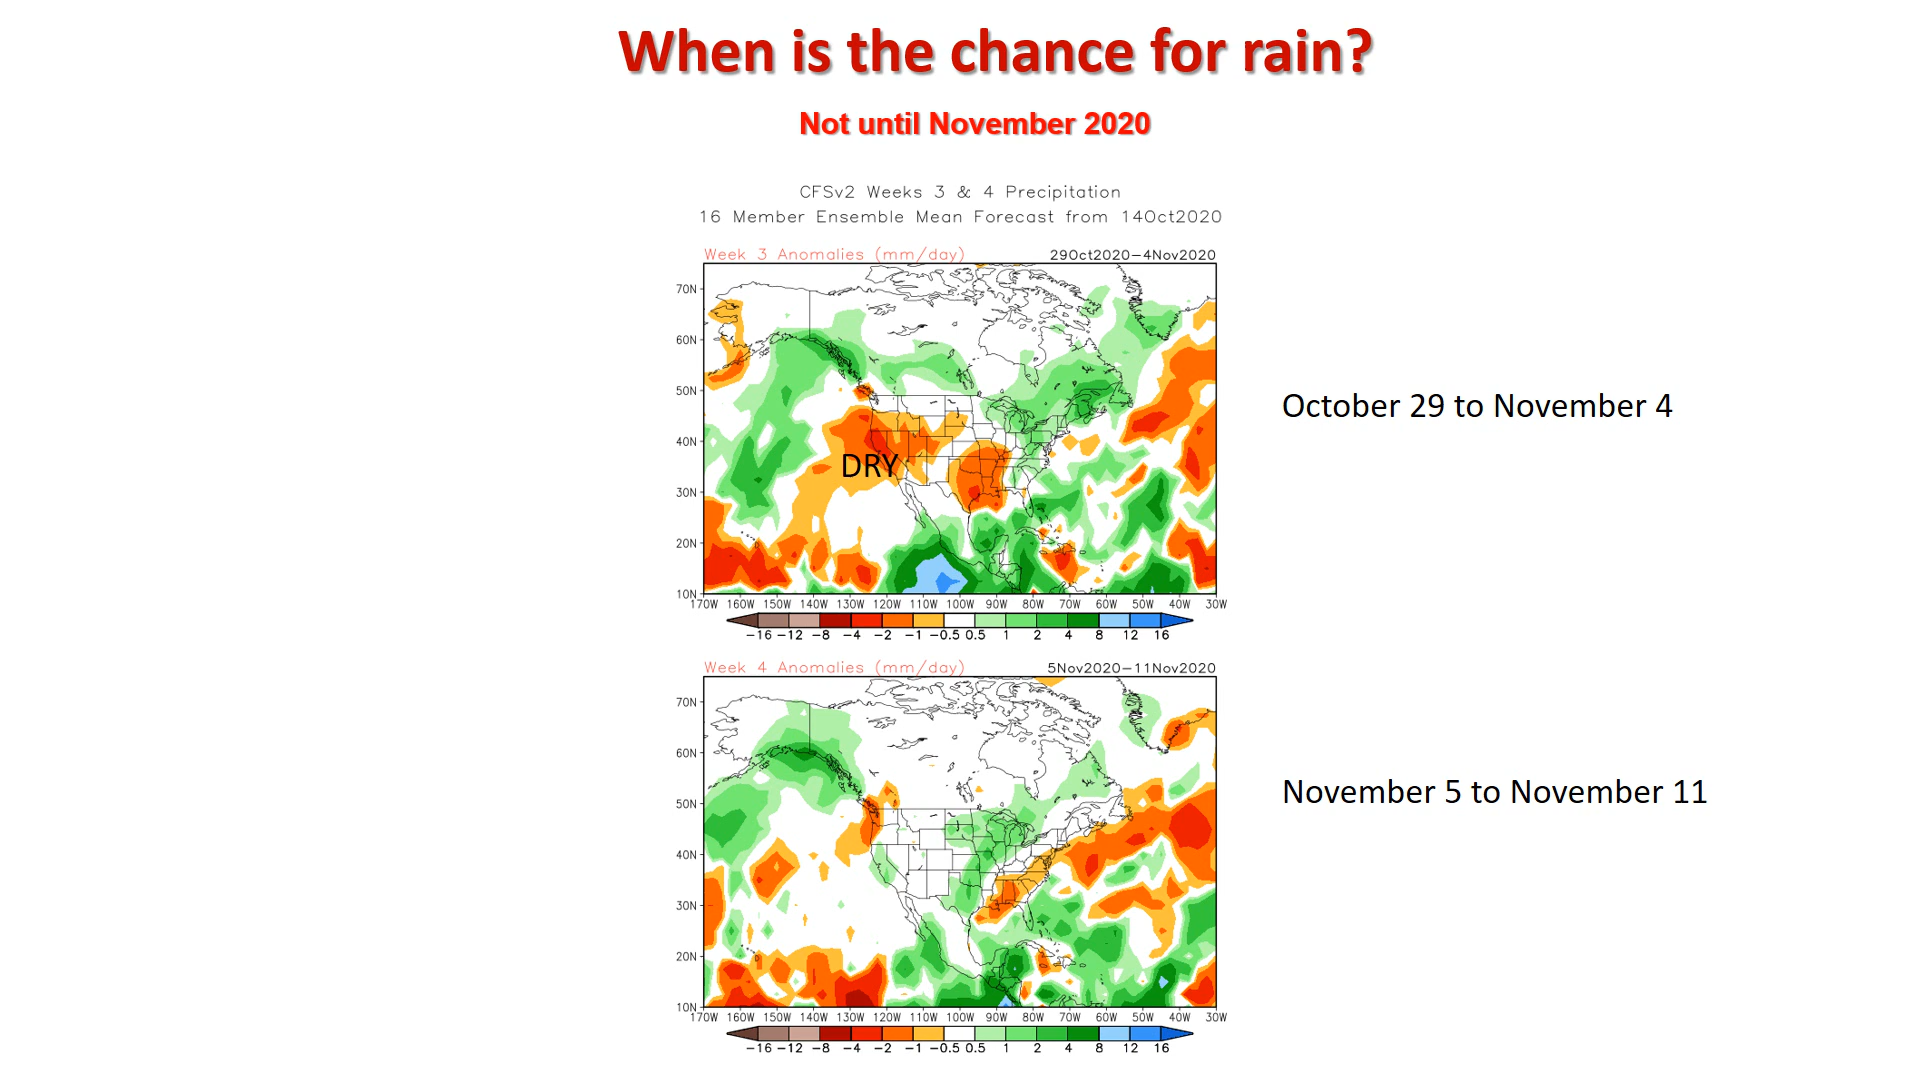 When is the chance for rain?
Not until November 2020
CFSv2 Weeks 3 & 4 Precipitation
16 Member Ensemble Mean Forecast from 14Oct2020
Week 3 Anomalies (mm/day) 29Oct2020-4Nov2020
70N
60N
50N
40N
30N
20N
10N
DRY
170W 160W 150W 140W 130W 120W 110W 100W 90W 80W 70W 60W 50W 40W 30W
-16 -12 -8 -4 -2 -1 -0.5 0.5 1 2 4 8 12 16
October 29 to November 4
Week 4 Anomalies (mm/day) 5Nov2020-11Nov2020
70N
60N
50N
40N
30N
20N
10N
170W 160W 150W 140W 130W 120W 110W 100W 90W 80W 70W 60W 50W 40W 30W
-16 -12 -8 -4 -2 -1 -0.5 0.5 1 2 4 8 12 16
November 5 to November 11